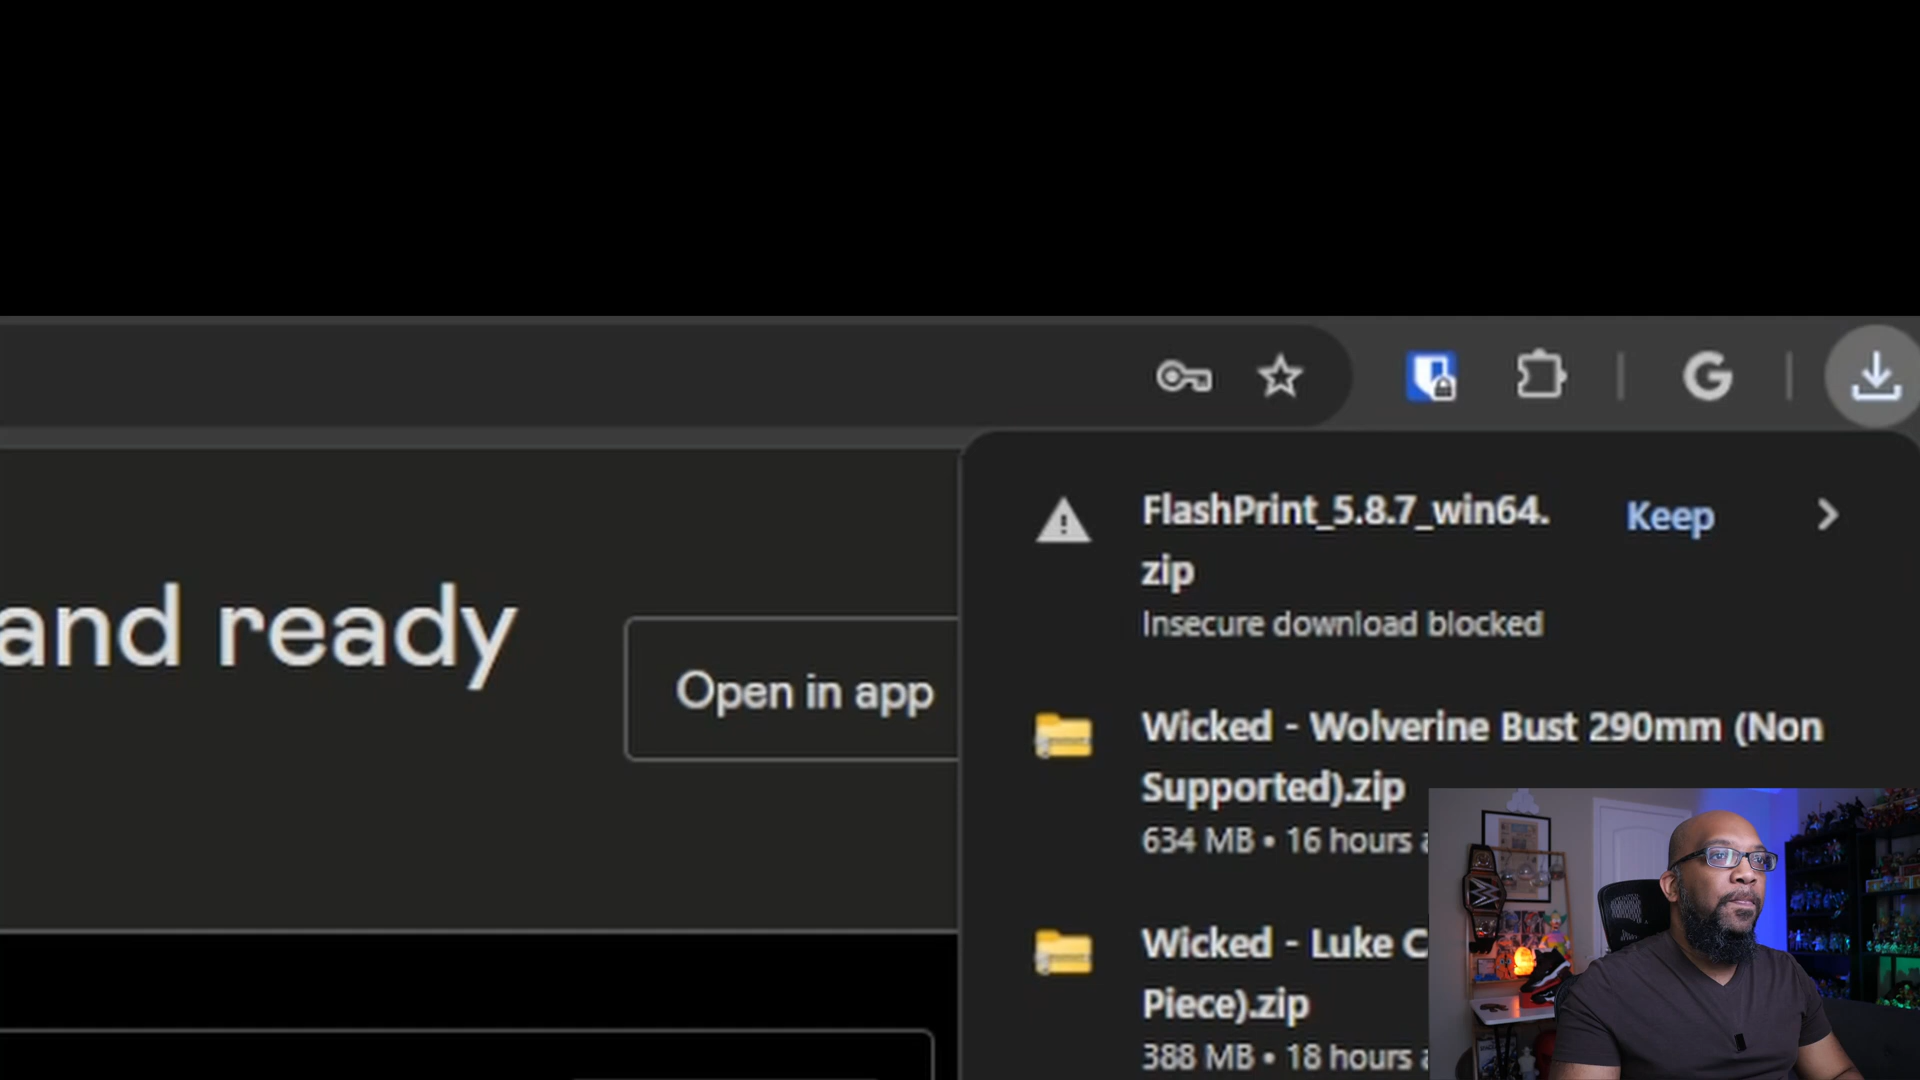 and ready
Open in app
FlashPrint_5.8.7_win64.
zip
Keep
Insecure download blocked
Wicked - Wolverine Bust 290mm (Non
Supported).zip
634 MB • 16 hours
Wicked - Luke
Piece).zip
388 MB • 18 hours